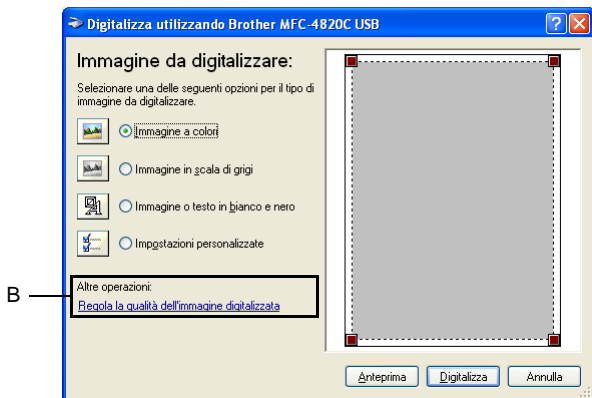 Digitalizza utilizzando Brother MFC-4820C USB
Immagine da digitalizzare:
Selezionare una delle seguenti opzioni per il tipo di
immagine da digitalizzare.
Immagine a colori
Immagine in scala di grigi
Immagine o testo in bianco e nero
Impostazioni personalizzate
B
Altre operazioni:
Regola la qualità dell'immagine digitalizzata
Anteprima
Digitalizza
Annulla